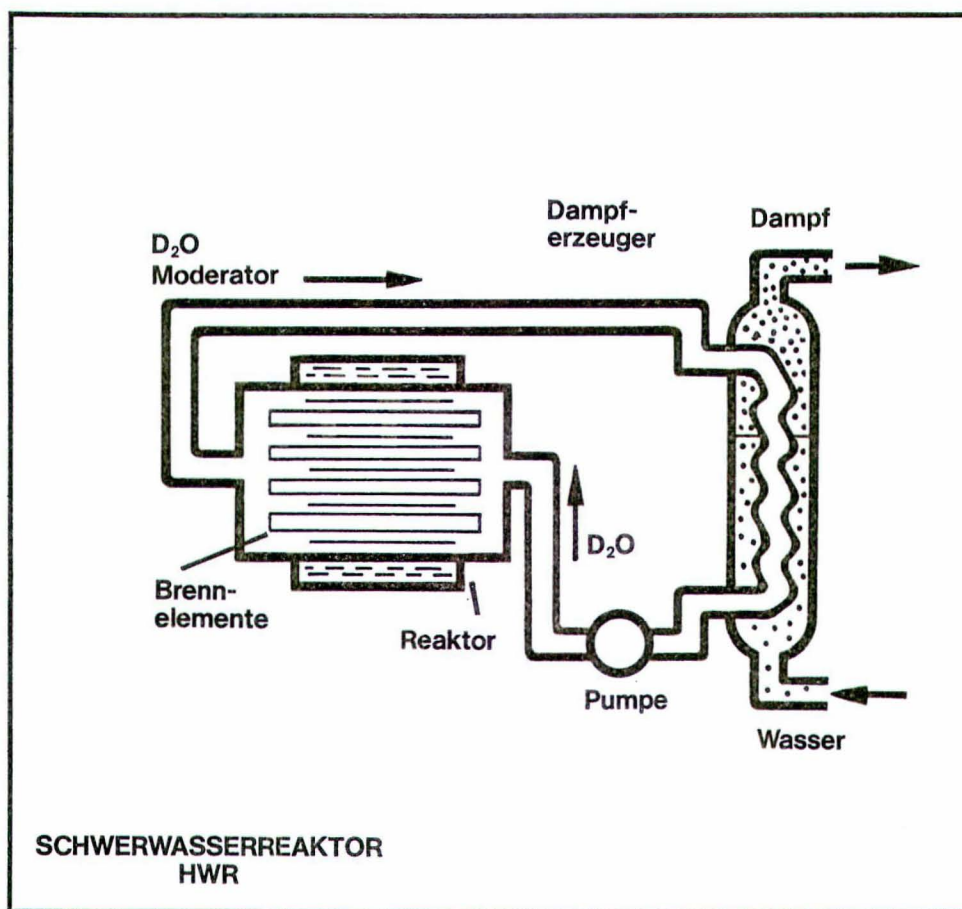 Dampf-
erzeuger
Dampf
D₂O
Moderator
D₂O
Brenn-
elemente
Reaktor
Pumpe
Wasser
SCHWERWASSERREAKTOR
HWR